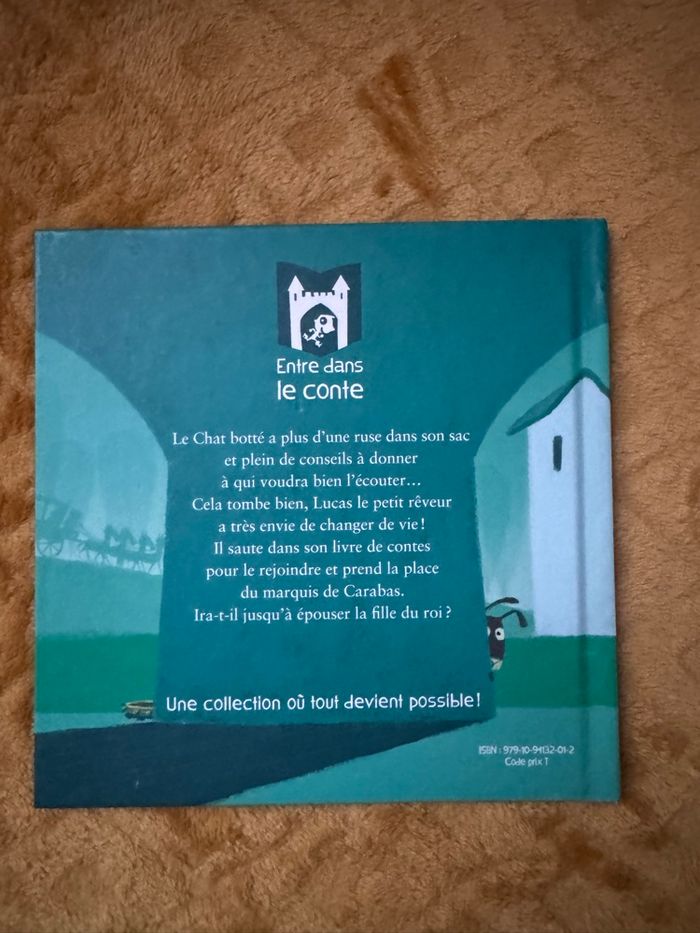 Entre dans
le conte
Le Chat botté a plus d'une ruse dans son sac
et plein de conseils à donner
à qui voudra bien l'écouter...
Cela tombe bien, Lucas le petit rêveur
a très envie de changer de vie !
Il saute dans son livre de contes
pour le rejoindre et prend la place
du marquis de Carabas.
Ira-t-il jusqu'à épouser la fille du roi ?
Une collection où tout devient possible !
ISBN : 979-10-94132-01-2
Code prix T